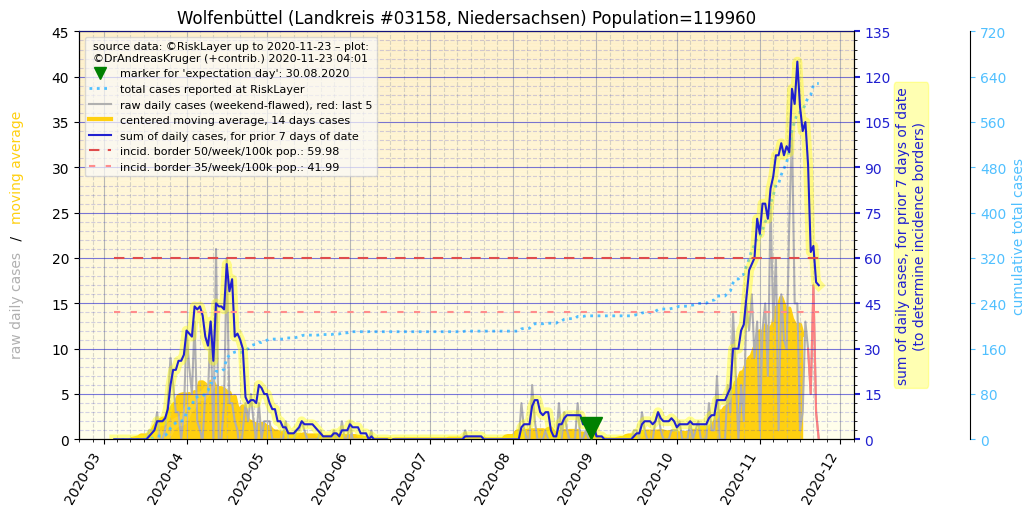 Wolfenbüttel (Landkreis #03158, Niedersachsen) Population=119960
source data: ©RiskLayer up to 2020-11-23 – plot:
©DrAndreasKruger (+contrib.) 2020-11-23 04:01
marker for 'expectation day': 30.08.2020
total cases reported at RiskLayer
raw daily cases (weekend-flawed), red: last 5
centered moving average, 14 days cases
sum of daily cases, for prior 7 days of date
incid. border 50/week/100k pop.: 59.98
incid. border 35/week/100k pop.: 41.99
raw daily cases / moving average
45
40
35
30
25
20
15
10
5
0
135
120
105
90
75
60
45
30
15
0
sum of daily cases, for prior 7 days of date
(to determine incidence borders)
720
640
560
480
400
320
240
160
80
0
cumulative total cases
2020-03
2020-04
2020-05
2020-06
2020-07
2020-08
2020-09
2020-10
2020-11
2020-12